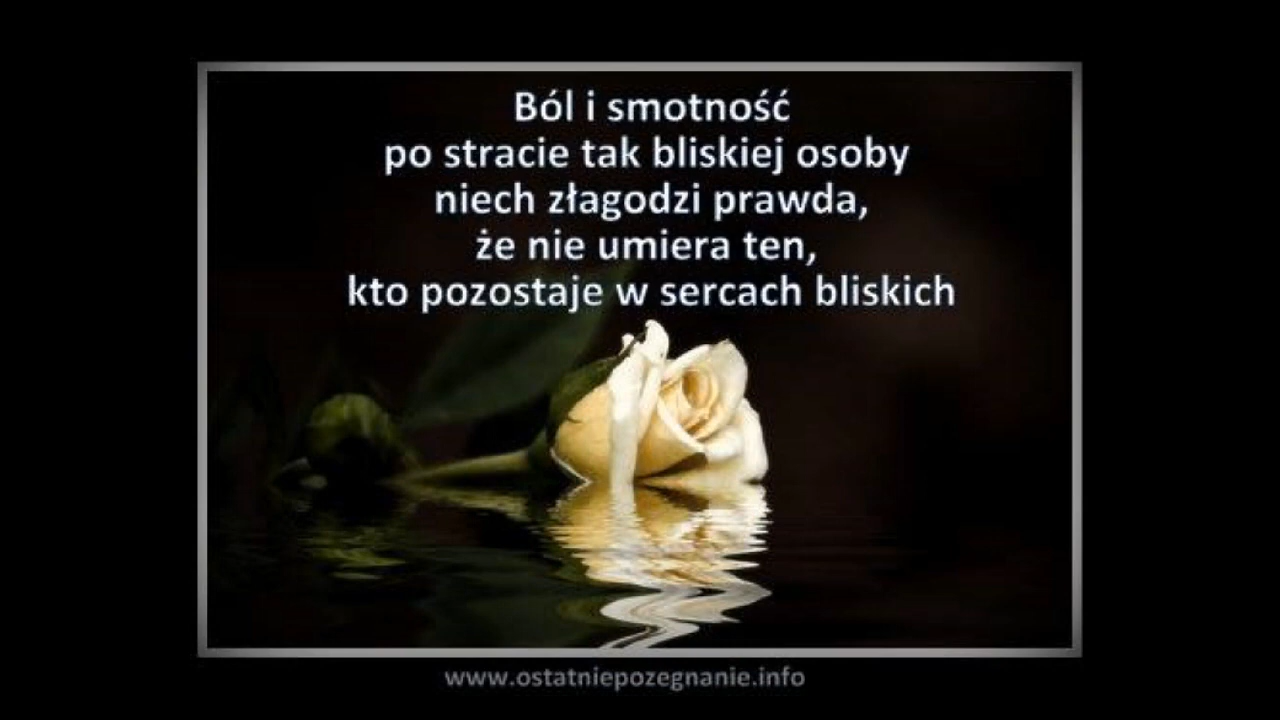 Ból i smotność
po stracie tak bliskiej osoby
niech złagodzi prawda,
że nie umiera ten,
kto pozostaje w sercach bliskich
www.ostatniepozegnanie.info